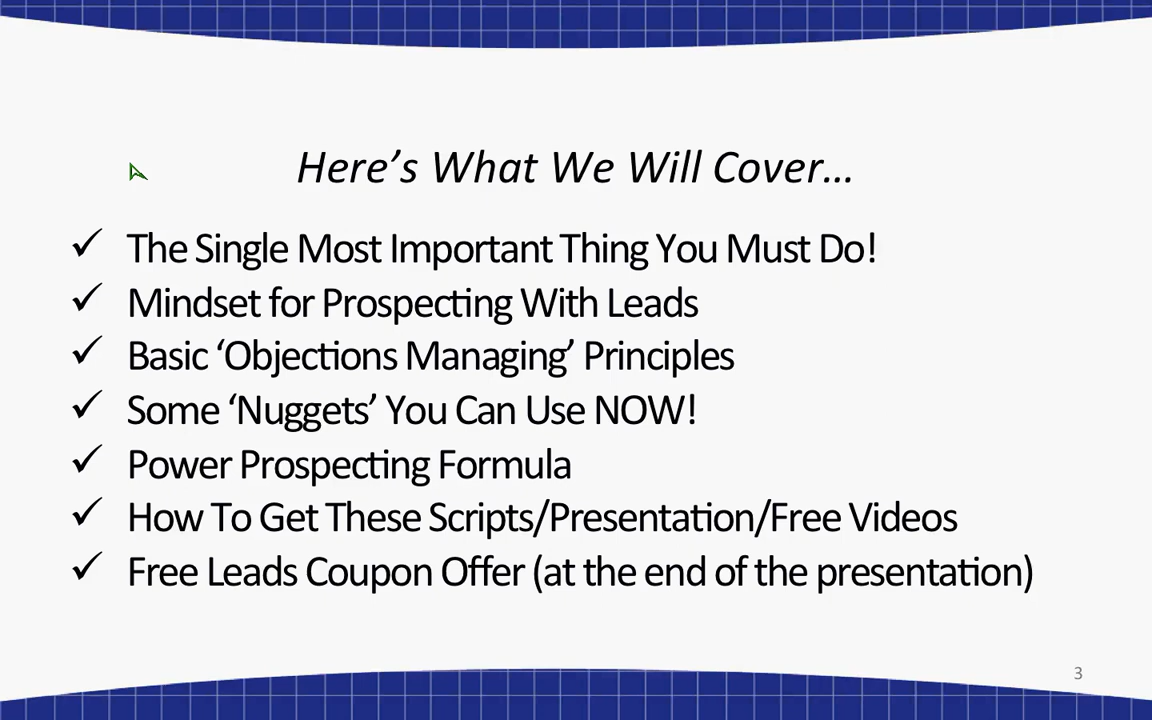 Here’s What We Will Cover…
✓ The Single Most Important Thing You Must Do!
✓ Mindset for Prospecting With Leads
✓ Basic ‘Objections Managing’ Principles
✓ Some ‘Nuggets’ You Can Use NOW!
✓ Power Prospecting Formula
✓ How To Get These Scripts/Presentation/Free Videos
✓ Free Leads Coupon Offer (at the end of the presentation)
3